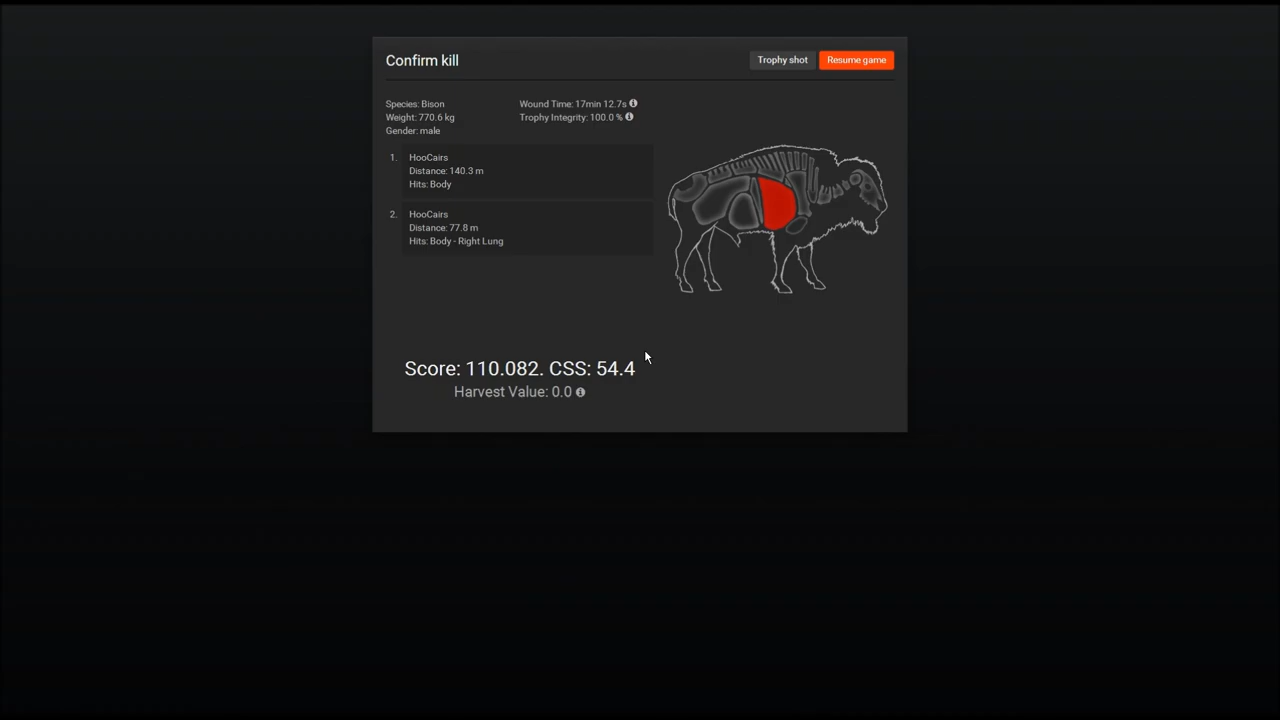 Confirm kill
Trophy shot
Resume game
Species: Bison
Weight: 770.6 kg
Gender: male
Wound Time: 17min 12.7s
Trophy Integrity: 100.0 %
1.
HooCairs
Distance: 140.3 m
Hits: Body
2.
HooCairs
Distance: 77.8 m
Hits: Body - Right Lung
Score: 110.082. CSS: 54.4
Harvest Value: 0.0